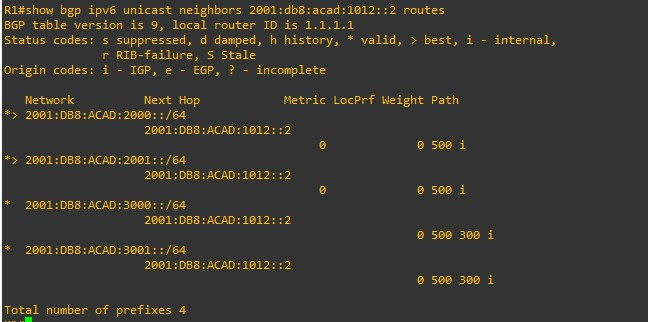 R1#show bgp ipv6 unicast neighbors 2001:db8:acad:1012::2 routes
BGP table version is 9, local router ID is 1.1.1.1
Status codes: s suppressed, d damped, h history, * valid, > best, i - internal,
r RIB-failure, S Stale
Origin codes: i - IGP, e - EGP, ? - incomplete
Network Next Hop Metric LocPrf Weight Path
*> 2001:DB8:ACAD:2000::/64
2001:DB8:ACAD:1012::2
0 0 500 i
*> 2001:DB8:ACAD:2001::/64
2001:DB8:ACAD:1012::2
0 0 500 i
* 2001:DB8:ACAD:3000::/64
2001:DB8:ACAD:1012::2
0 500 300 i
* 2001:DB8:ACAD:3001::/64
2001:DB8:ACAD:1012::2
0 500 300 i
Total number of prefixes 4